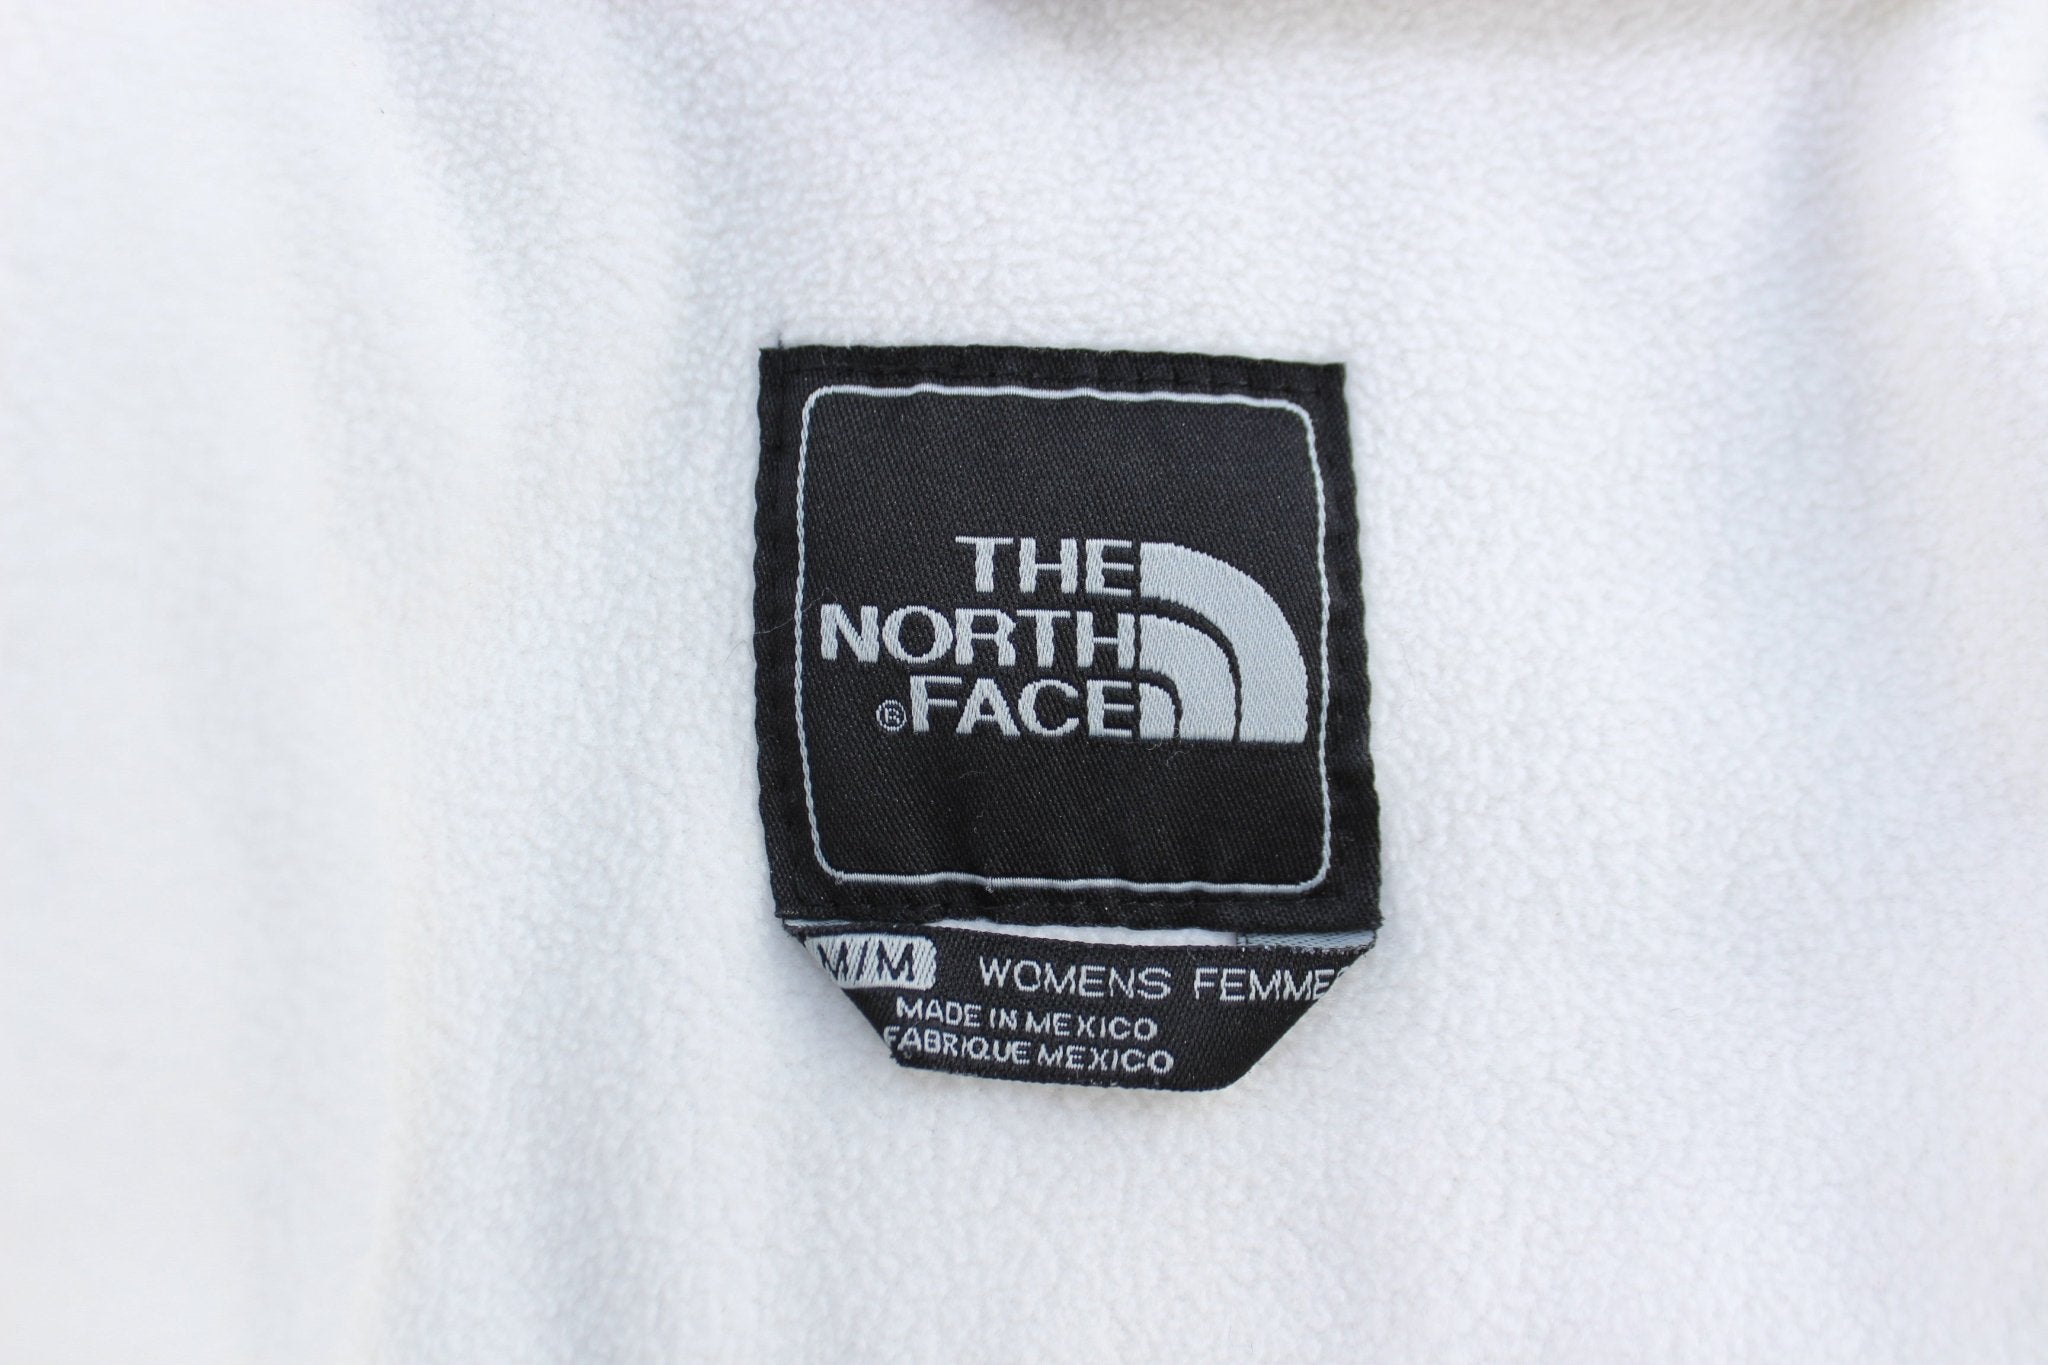 THE
NORTH
®FACE
M/M WOMENS FEMMES
MADE IN MEXICO
FABRIQUE MEXICO